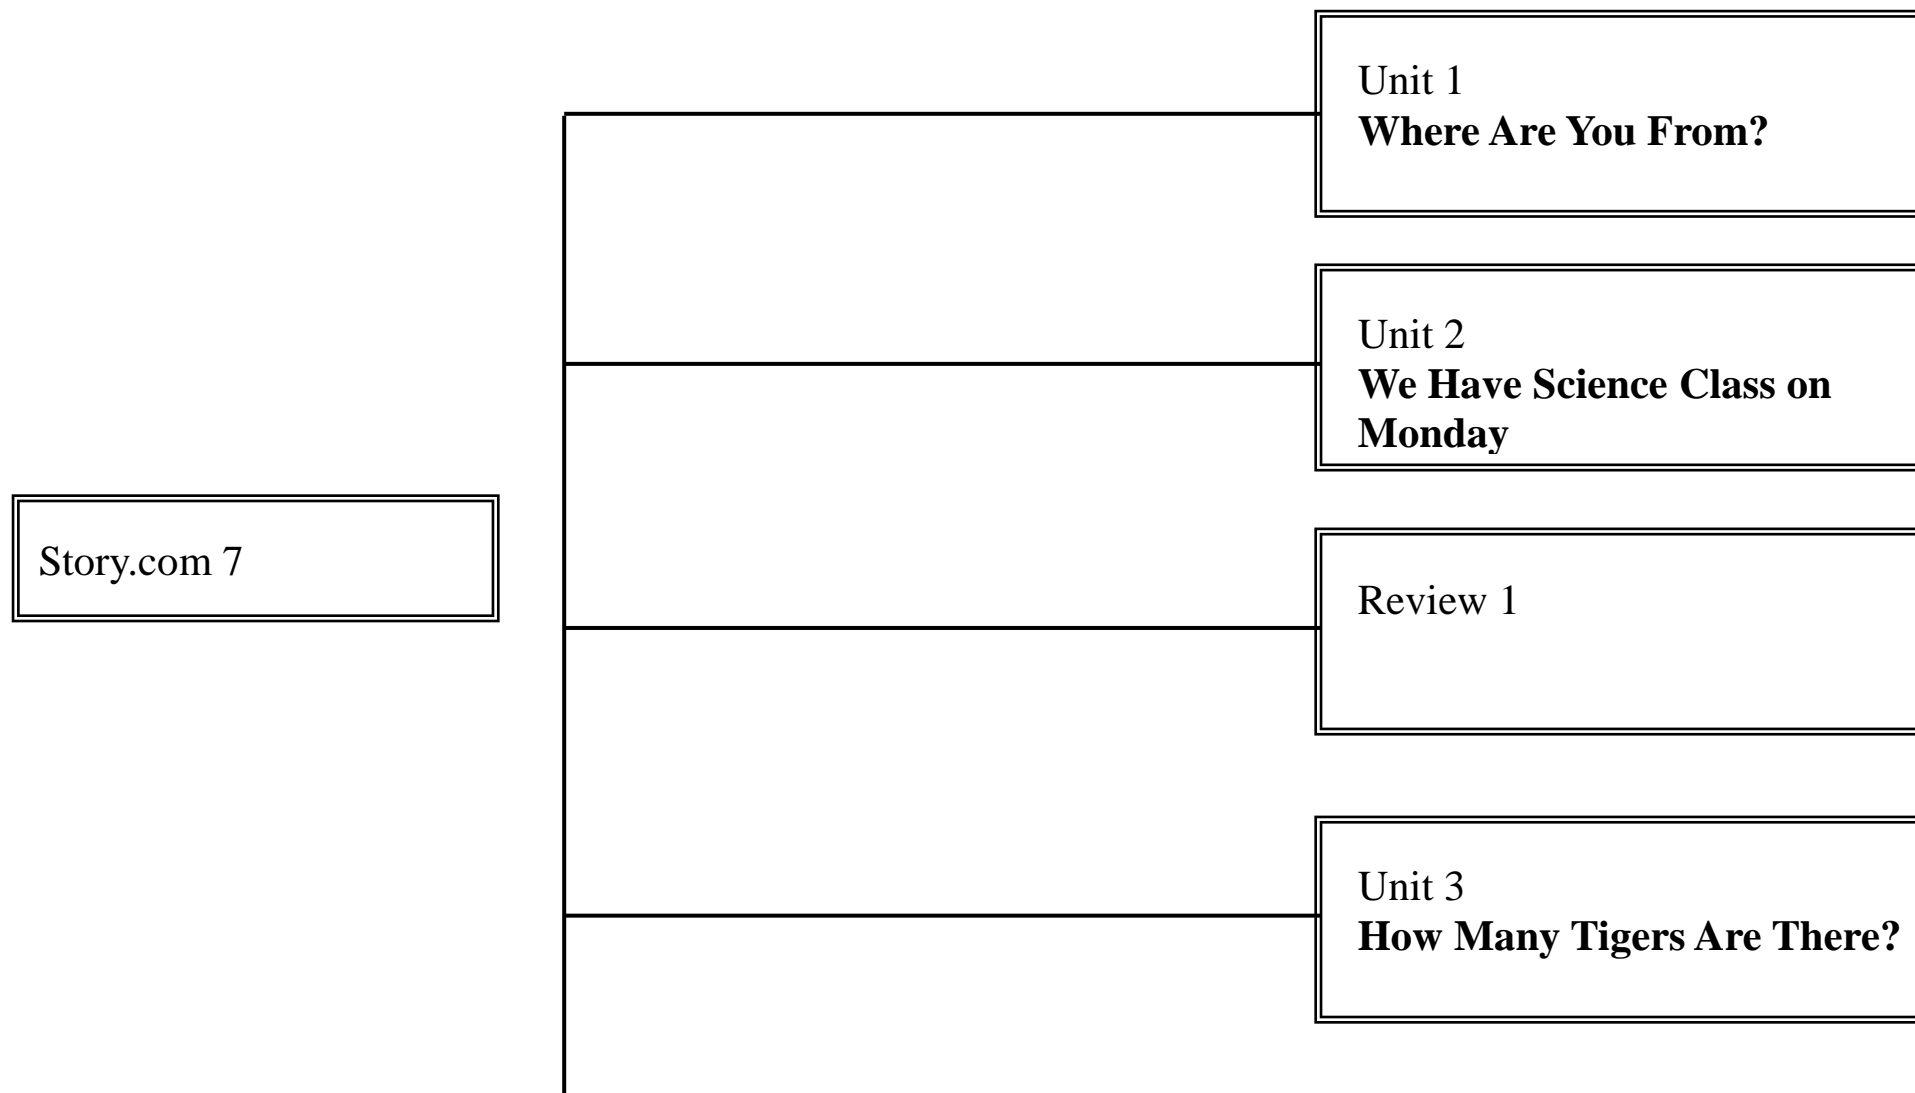 Unit 1
Where Are You From?
Unit 2
We Have Science Class on
Monday
Story.com 7
Review 1
Unit 3
How Many Tigers Are There?